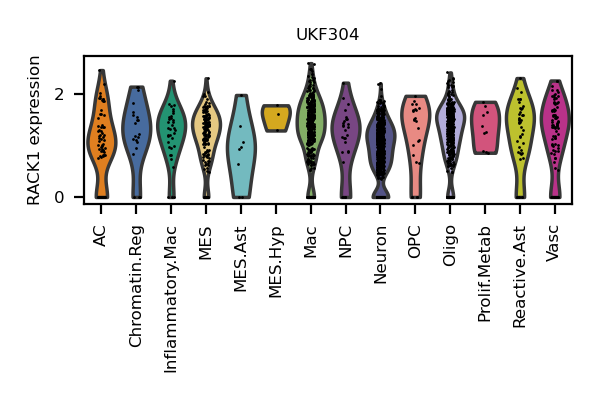 UKF304
RACK1 expression
2
0
AC
Chromatin.Reg
Inflammatory.Mac
MES
MES.Ast
MES.Hyp
Mac
NPC
Neuron
OPC
Oligo
Prolif.Metab
Reactive.Ast
Vasc